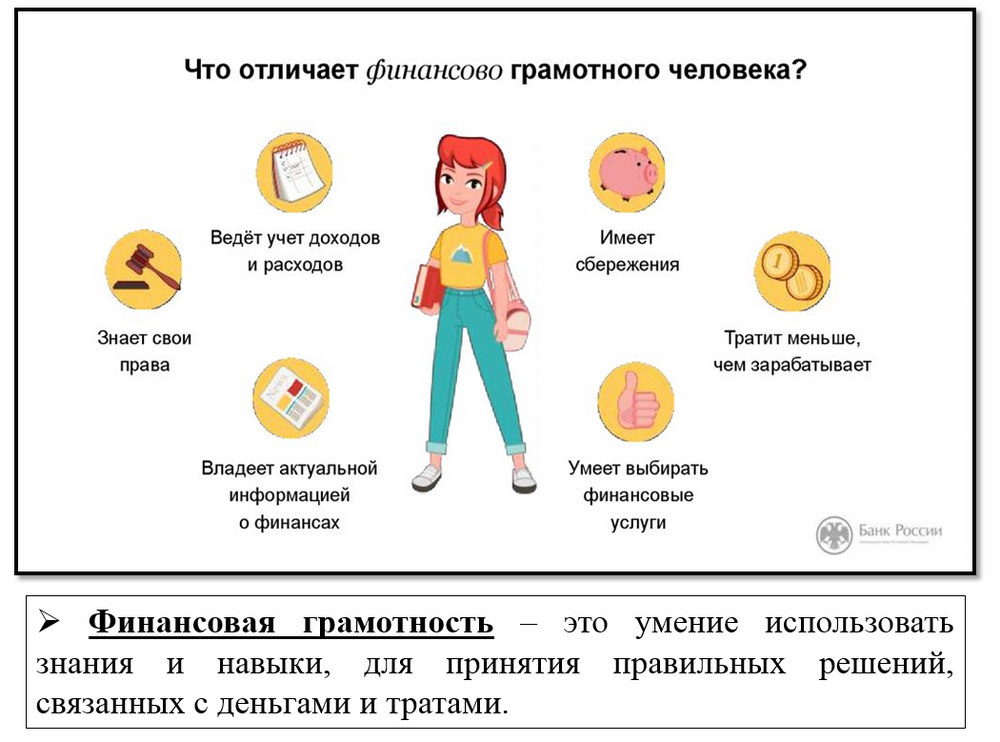 Что отличает финансово грамотного человека?
Ведёт учет доходов
и расходов
Имеет
сбережения
Знает свои
права
Тратит меньше,
чем зарабатывает
Владеет актуальной
информацией
о финансах
Умеет выбирать
финансовые
услуги
News
1
Банк России
➢ Финансовая грамотность – это умение использовать
знания и навыки, для принятия правильных решений,
связанных с деньгами и тратами.